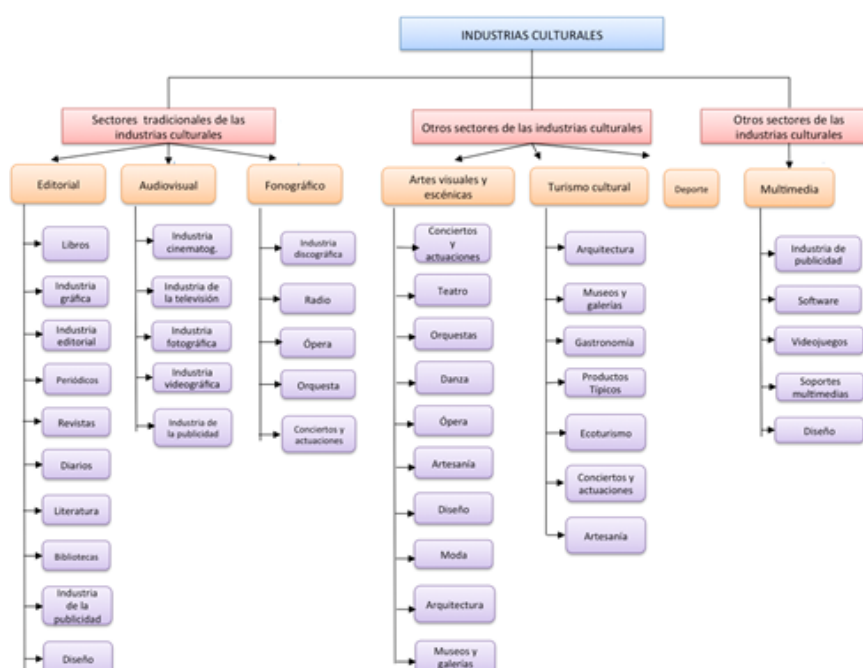 INDUSTRIAS CULTURALES
Sectores tradicionales de las
industrias culturales
Otros sectores de las industrias culturales
Otros sectores de las
industrias culturales
Editorial
Audiovisual
Fonográfico
Artes visuales y
escénicas
Turismo cultural
Deporte
Multimedia
Libros
Industria
gráfica
Industria
editorial
Periódicos
Revistas
Diarios
Literatura
Bibliotecas
Industria
de la
publicidad
Diseño
Industria
cinematog.
Industria de
la televisión
Industria
fotográfica
Industria
videográfica
Industria de
la publicidad
Industria
discográfica
Radio
Ópera
Orquesta
Conciertos y
actuaciones
Conciertos
y
actuaciones
Teatro
Orquestas
Danza
Ópera
Artesanía
Diseño
Moda
Arquitectura
Museos y
galerías
Arquitectura
Museos y
galerías
Gastronomía
Productos
Típicos
Ecoturismo
Conciertos y
actuaciones
Artesanía
Industria de
publicidad
Software
Videojuegos
Soportes
multimedias
Diseño